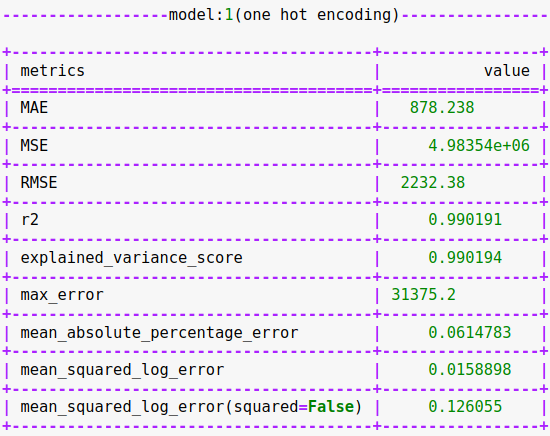 ------------------model:1(one hot encoding)----------------
+---------------------------------------+-----------------+
| metrics                               |           value |
+=======================================+=================+
| MAE                                   |   878.238       |
+---------------------------------------+-----------------+
| MSE                                   |     4.98354e+06 |
+---------------------------------------+-----------------+
| RMSE                                  |  2232.38        |
+---------------------------------------+-----------------+
| r2                                    |     0.990191    |
+---------------------------------------+-----------------+
| explained_variance_score              |     0.990194    |
+---------------------------------------+-----------------+
| max_error                             | 31375.2         |
+---------------------------------------+-----------------+
| mean_absolute_percentage_error        |     0.0614783   |
+---------------------------------------+-----------------+
| mean_squared_log_error                |     0.0158898   |
+---------------------------------------+-----------------+
| mean_squared_log_error(squared=False) |     0.126055    |
+---------------------------------------+-----------------+